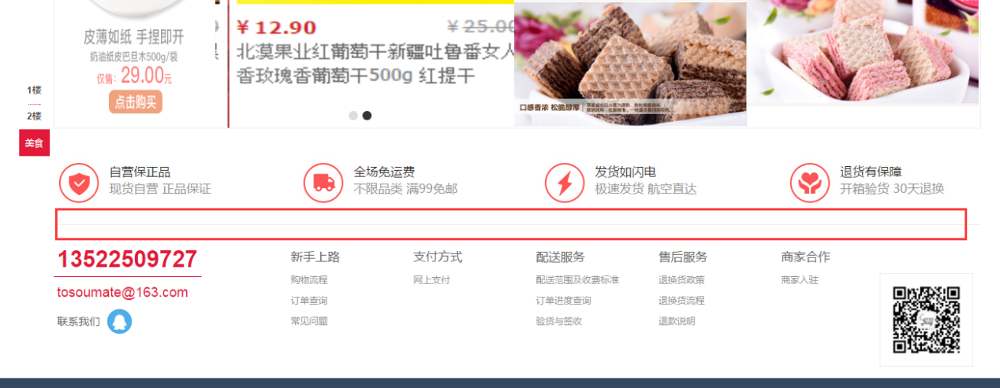 皮薄如纸 手捏即开
奶油纸皮巴旦木500g/袋
仅售: 29.00元
点击购买
¥ 12.90
¥ 25.00
北漠果业红葡萄干新疆吐鲁番女人
香玫瑰香葡萄干500g 红提干
口感香浓 松脆醇厚
1楼
2楼
美食
自营保正品
现货自营 正品保证
全场免运费
不限品类 满99免邮
发货如闪电
极速发货 航空直达
退货有保障
开箱验货 30天退换
13522509727
tosoumate@163.com
联系我们
新手上路
购物流程
订单查询
常见问题
支付方式
网上支付
配送服务
配送范围及收费标准
订单进度查询
验货与签收
售后服务
退换货政策
退换货流程
退款说明
商家合作
商家入驻